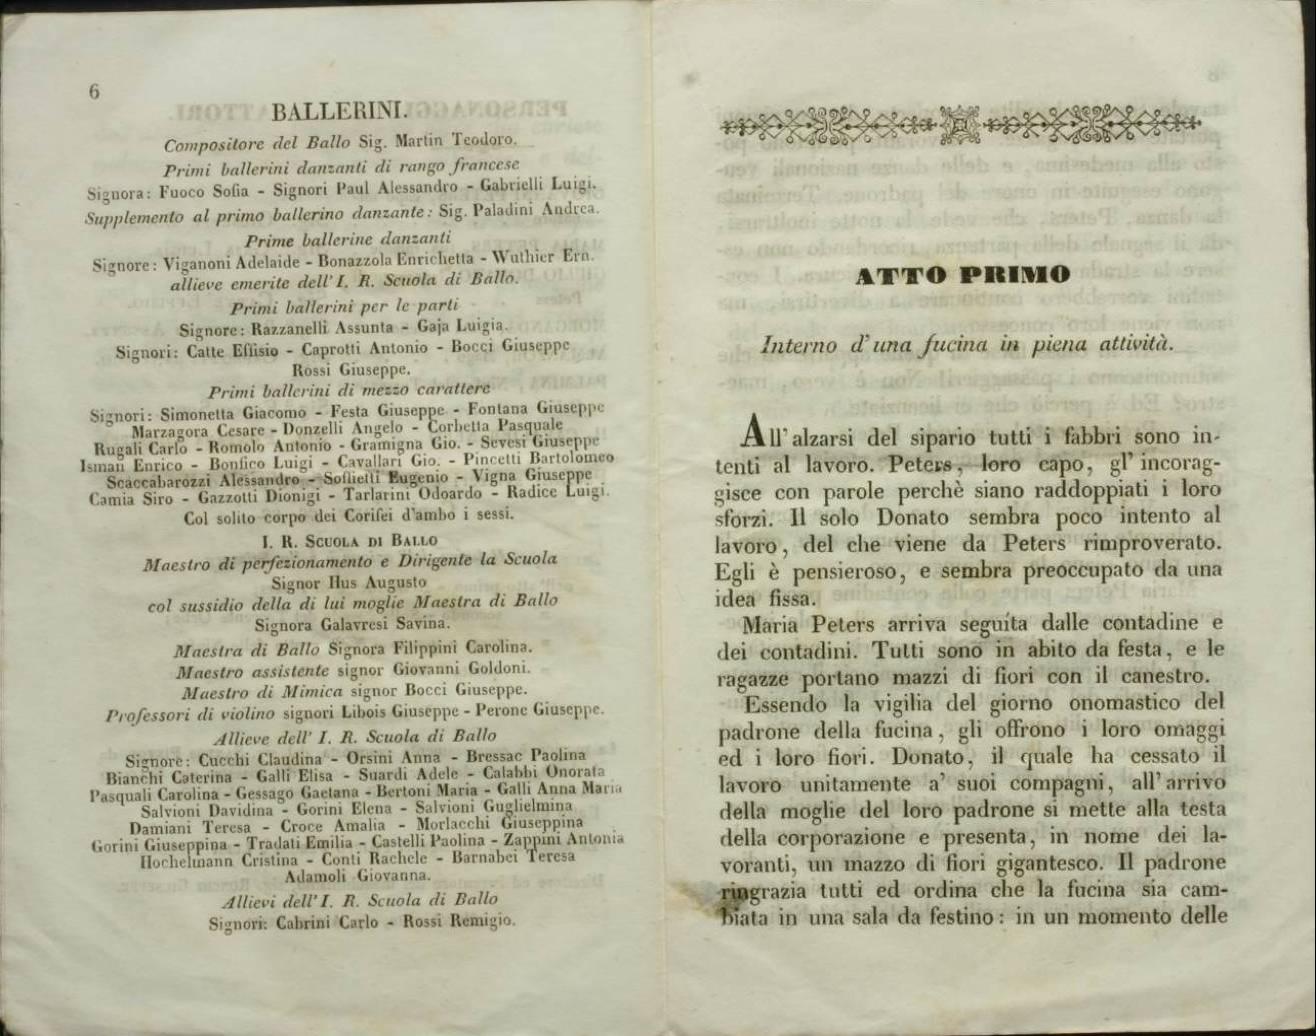 6
BALLERINI.
Compositore del Ballo Sig. Martin Teodoro.
Primi ballerini danzanti di rango francese
Signora: Fuoco Sofia - Signori Paul Alessandro - Gabrielli Luigi.
Supplemento al primo ballerino danzante: Sig. Paladini Andrea.
Prime ballerine danzanti
Signore: Viganoni Adelaide - Bonazzola Enrichetta - Wuthier Ern.
allieve emerite dell' I. R. Scuola di Ballo.
Primi ballerini per le parti
Signore: Razzanelli Assunta - Gaja Luigia.
Signori: Catte Effisio - Caprotti Antonio - Bocci Giuseppe
Rossi Giuseppe.
Primi ballerini di mezzo carattere
Signori: Simonetta Giacomo - Festa Giuseppe - Fontana Giuseppe
Marzagora Cesare - Donzelli Angelo - Corbetta Pasquale
Rugali Carlo - Romolo Antonio - Gramigna Gio. - Sevesi Giuseppe
Isman Enrico - Bonfico Luigi - Cavallari Gio. - Pincetti Bartolomeo
Scaccabarozzi Alessandro - Soflietti Eugenio - Vigna Giuseppe
Camia Siro - Gazzotti Dionigi - Tarlarini Odoardo - Radice Luigi.
Col solito corpo dei Corifei d'ambo i sessi.
I. R. SCUOLA DI BALLO
Maestro di perfezionamento e Dirigente la Scuola
Signor Hus Augusto
col sussidio della di lui moglie Maestra di Ballo
Signora Galavresi Savina.
Maestra di Ballo Signora Filippini Carolina.
Maestro assistente signor Giovanni Goldoni.
Maestro di Mimica signor Bocci Giuseppe.
Professori di violino signori Libois Giuseppe - Perone Giuseppe.
Allieve dell' I. R. Scuola di Ballo
Signore: Cucchi Claudina - Orsini Anna - Bressac Paolina
Bianchi Caterina - Galli Elisa - Suardi Adele - Calabbi Onorata
Pasquali Carolina - Gessago Gaetana - Bertoni Maria - Galli Anna Maria
Salvioni Davidina - Gorini Elena - Salvioni Guglielmina
Damiani Teresa - Croce Amalia - Morlacchi Giuseppina
Gorini Giuseppina - Tradati Emilia - Castelli Paolina - Zappini Antonia
Hochelmann Cristina - Conti Rachele - Barnabei Teresa
Adamoli Giovanna.
Allievi dell' I. R. Scuola di Ballo
Signori: Cabrini Carlo - Rossi Remigio.
ATTO PRIMO
Interno d'una fucina in piena attività.
All'alzarsi del sipario tutti i fabbri sono in-
tenti al lavoro. Peters, loro capo, gl'incorag-
gisce con parole perchè siano raddoppiati i loro
sforzi. Il solo Donato sembra poco intento al
lavoro, del che viene da Peters rimproverato.
Egli è pensieroso, e sembra preoccupato da una
idea fissa.
Maria Peters arriva seguíta dalle contadine e
dei contadini. Tutti sono in abito da festa, e le
ragazze portano mazzi di fiori con il canestro.
Essendo la vigilia del giorno onomastico del
padrone della fucina, gli offrono i loro omaggi
ed i loro fiori. Donato, il quale ha cessato il
lavoro unitamente a' suoi compagni, all'arrivo
della moglie del loro padrone si mette alla testa
della corporazione e presenta, in nome dei la-
voranti, un mazzo di fiori gigantesco. Il padrone
ringrazia tutti ed ordina che la fucina sia cam-
biata in una sala da festino: in un momento delle